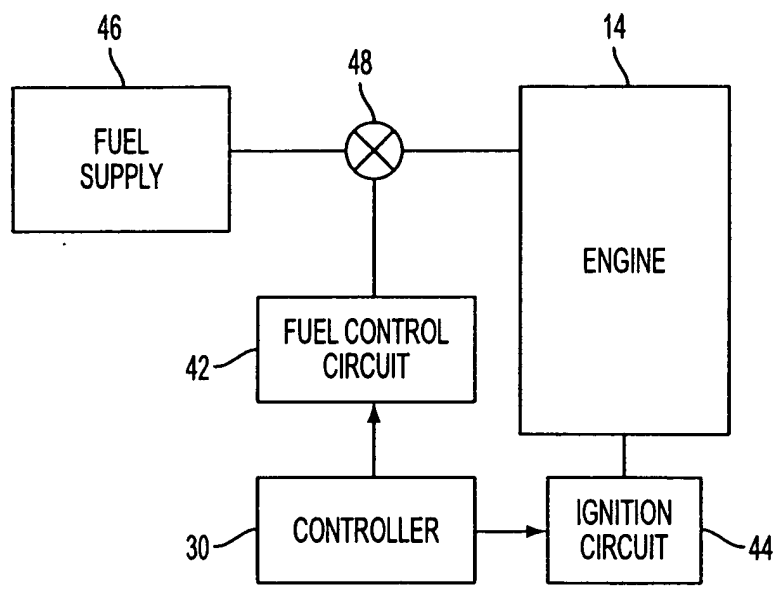 46
14
48
FUEL
SUPPLY
ENGINE
FUEL CONTROL
CIRCUIT
42
CONTROLLER
30
IGNITION
CIRCUIT
44